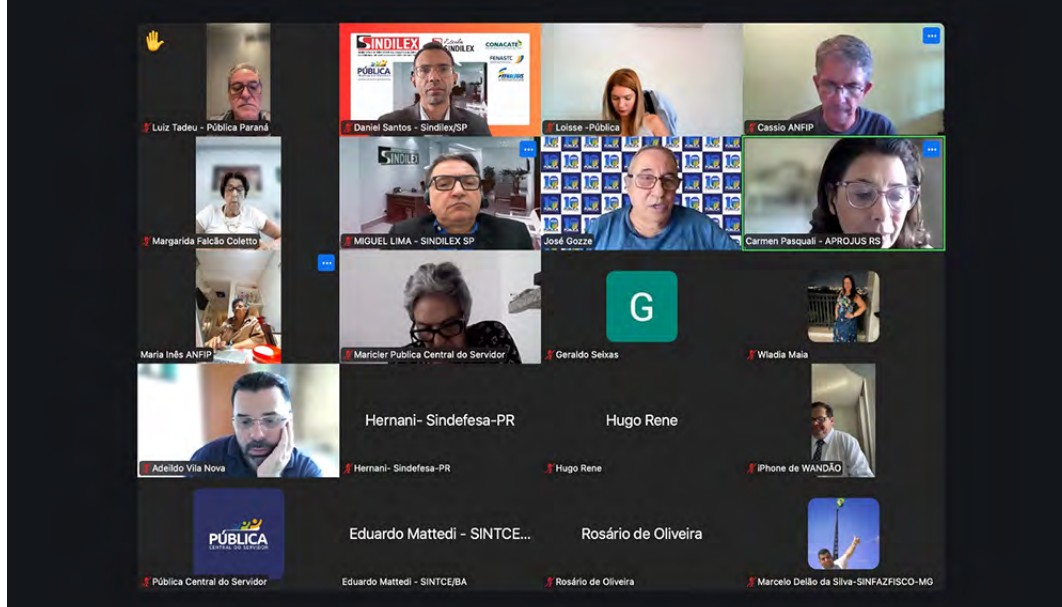 Luiz Tadeu - Pública Paraná
SINDILEX
Escola
SINDILEX
CONACATE
PÚBLICA
FENASTC
FENALEGIS
Daniel Santos - Sindilex/SP
Loisse -Pública
Cassio ANFIP
Margarida Falcão Coletto
SINDILEX
MIGUEL LIMA - SINDILEX SP
José Gozze
Carmen Pasquali - APROJUS RS
Maria Inês ANFIP
Maricler Publica Central do Servidor
G
Geraldo Seixas
Wladia Maia
Adeildo Vila Nova
Hernani- Sindefesa-PR
Hernani- Sindefesa-PR
Hugo Rene
Hugo Rene
iPhone de WANDÃO
PÚBLICA
CENTRAL DO SERVIDOR
Pública Central do Servidor
Eduardo Mattedi - SINTCE...
Eduardo Mattedi - SINTCE/BA
Rosário de Oliveira
Rosário de Oliveira
Marcelo Delão da Silva-SINFAZFISCO-MG